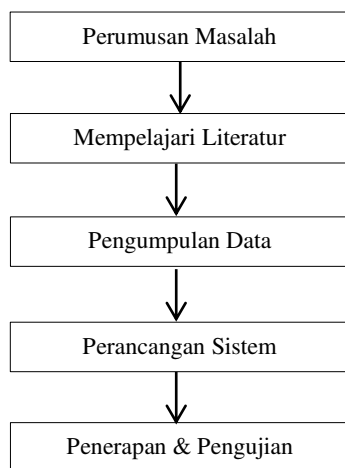 Perumusan Masalah
Mempelajari Literatur
Pengumpulan Data
Perancangan Sistem
Penerapan & Pengujian